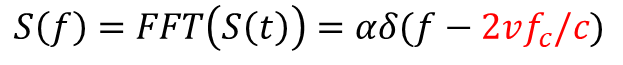 S(f) = FFT(S(t)) = αδ(f − 2vf_c/c)